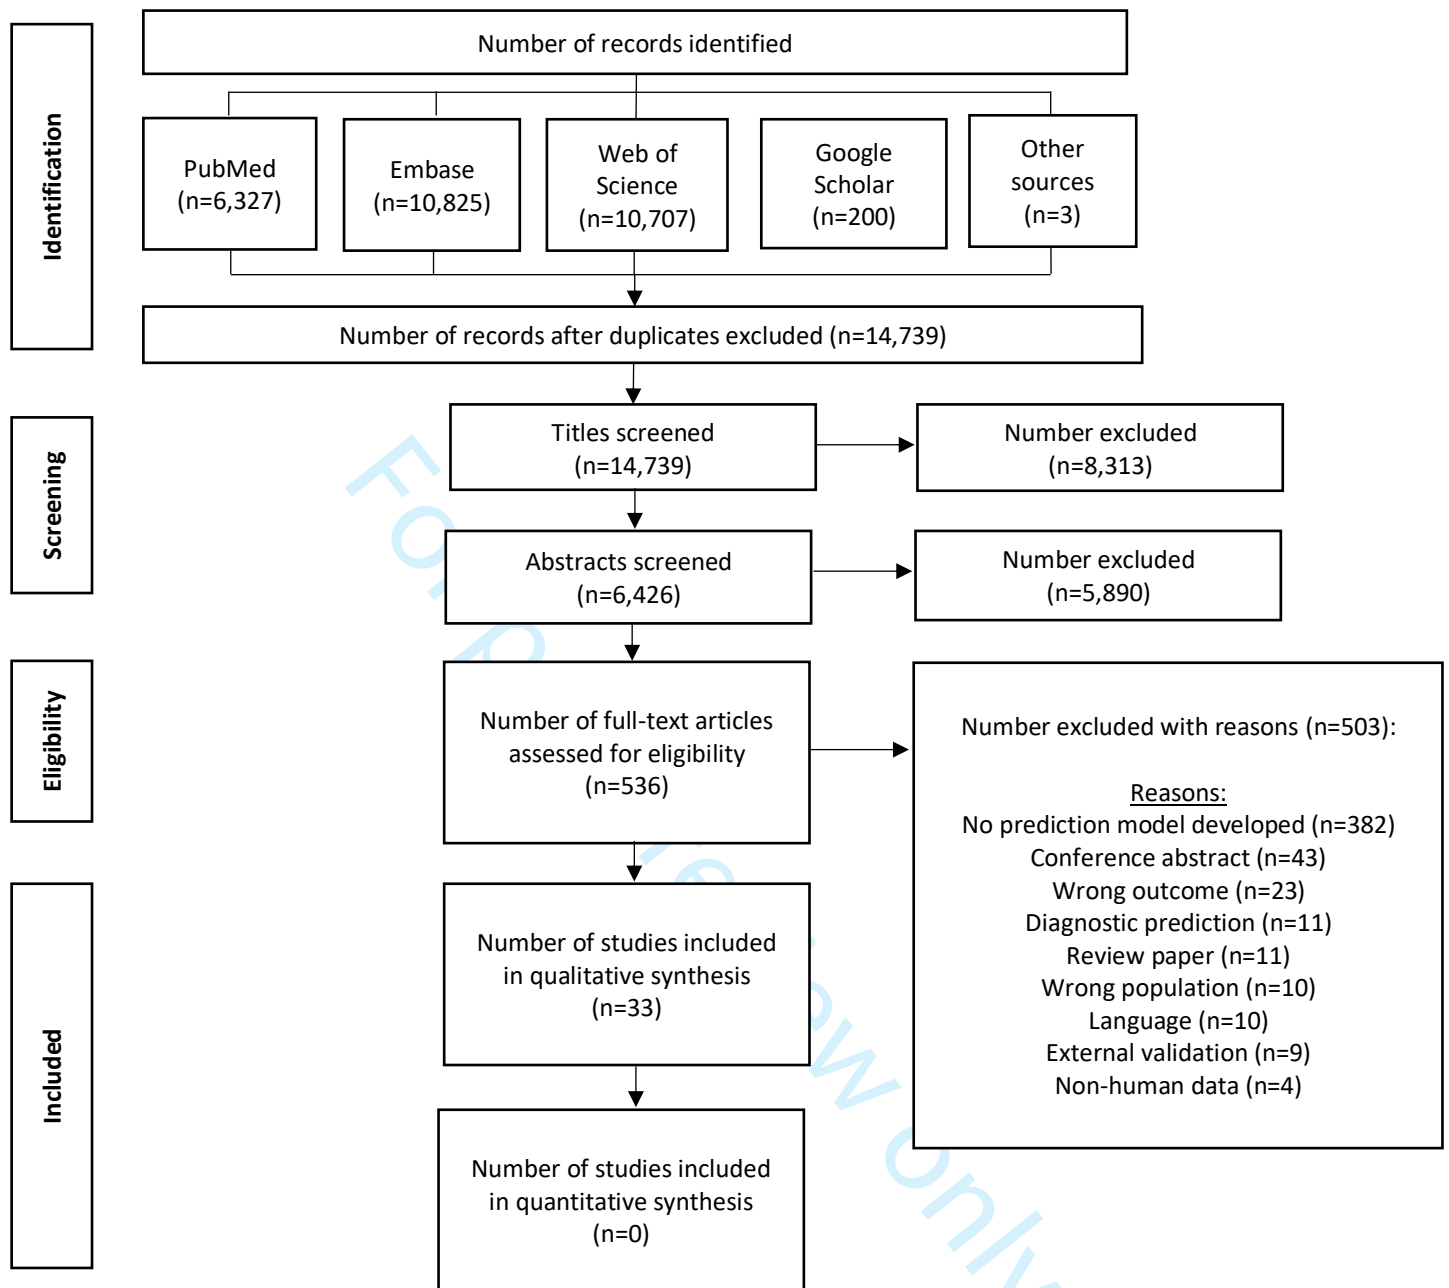 Number of records identified
PubMed
(n=6,327)
Embase
(n=10,825)
Web of
Science
(n=10,707)
Google
Scholar
(n=200)
Other
sources
(n=3)
Identification
Number of records after duplicates excluded (n=14,739)
Screening
Titles screened
(n=14,739)
Number excluded
(n=8,313)
Abstracts screened
(n=6,426)
Number excluded
(n=5,890)
Eligibility
Number of full-text articles
assessed for eligibility
(n=536)
Number excluded with reasons (n=503):
Reasons:
No prediction model developed (n=382)
Conference abstract (n=43)
Wrong outcome (n=23)
Diagnostic prediction (n=11)
Review paper (n=11)
Wrong population (n=10)
Language (n=10)
External validation (n=9)
Non-human data (n=4)
Included
Number of studies included
in qualitative synthesis
(n=33)
Number of studies included
in quantitative synthesis
(n=0)